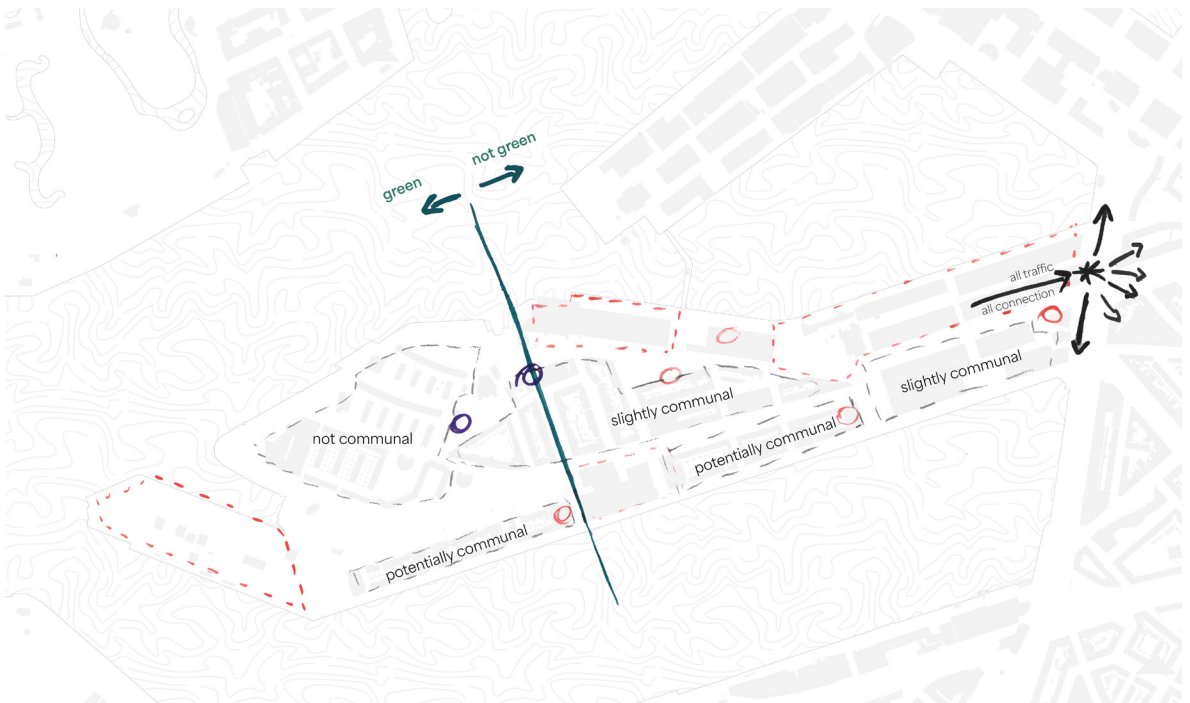 not green
green
all traffic
all connection
slightly communal
slightly communal
not communal
potentially communal
potentially communal